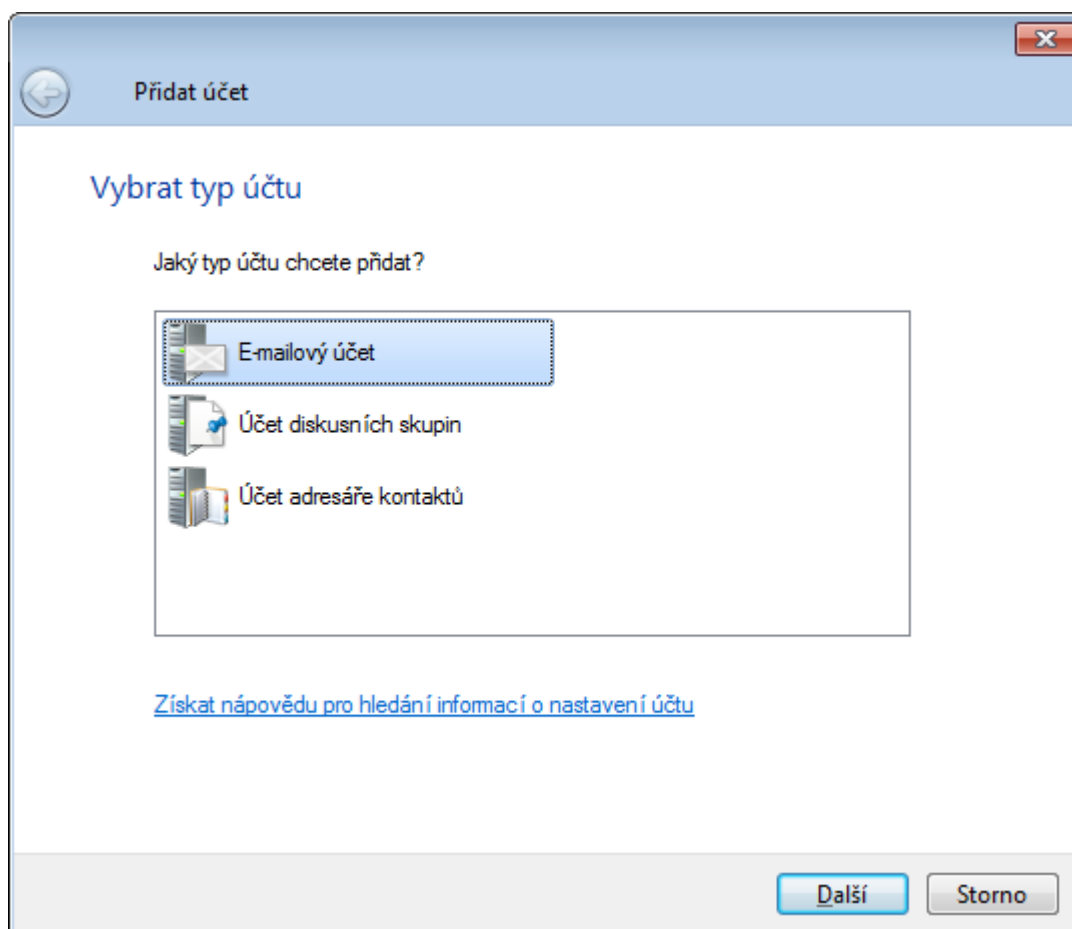 Přidat účet
Vybrat typ účtu
Jaký typ účtu chcete přidat?
E-mailový účet
Účet diskusních skupin
Účet adresáře kontaktů
Získat nápovědu pro hledání informací o nastavení účtu
Další
Storno